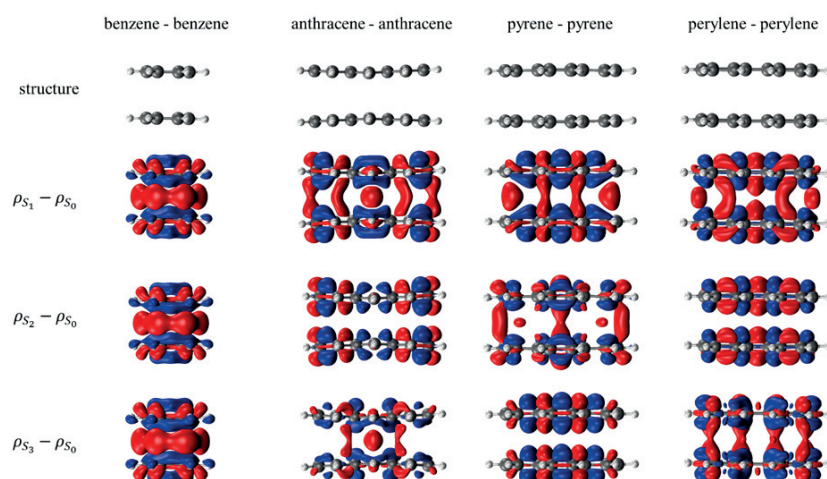 benzene - benzene anthracene - anthracene pyrene - pyrene perylene - perylene
structure
ρS₁ − ρS₀
ρS₂ − ρS₀
ρS₃ − ρS₀